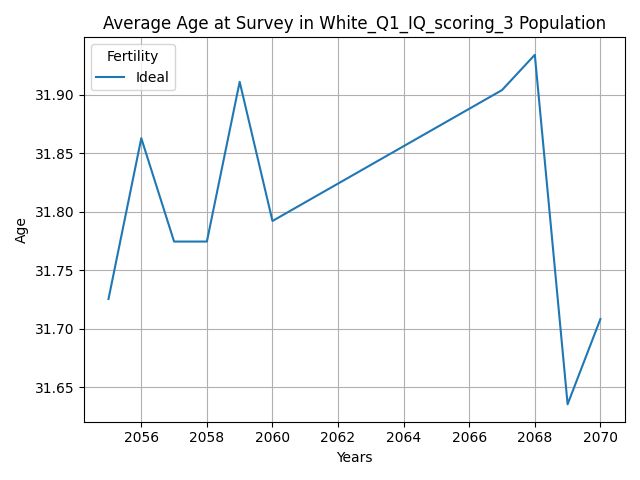 Average Age at Survey in White_Q1_IQ_scoring_3 Population
Fertility
Ideal
31.90
31.85
31.80
31.75
31.70
31.65
Age
2056 2058 2060 2062 2064 2066 2068 2070
Years